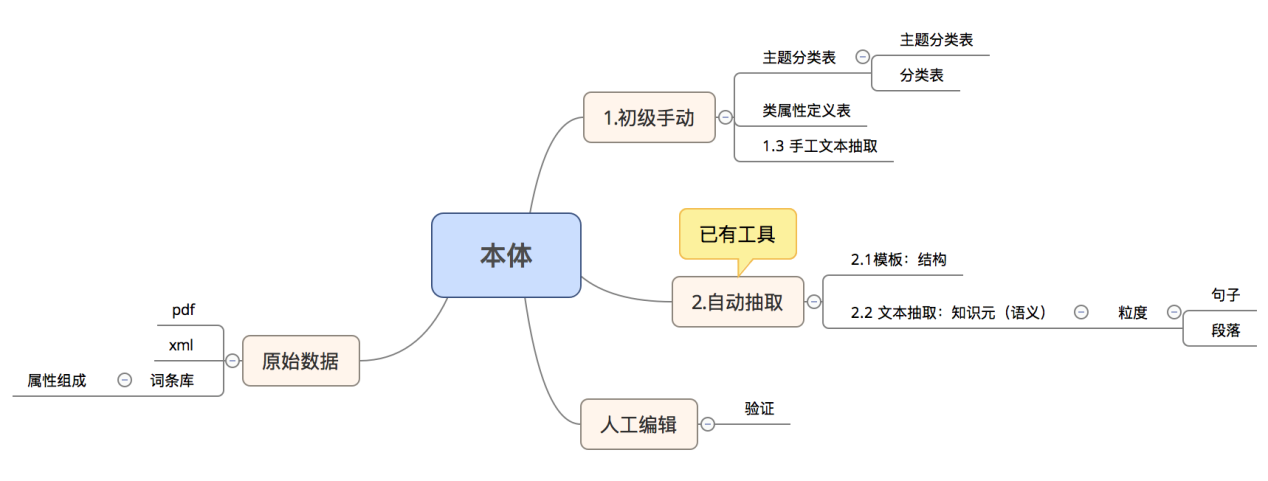 本体
1.初级手动
主题分类表
主题分类表
分类表
类属性定义表
1.3 手工文本抽取
已有工具
2.自动抽取
2.1模板：结构
2.2 文本抽取：知识元（语义）
粒度
句子
段落
人工编辑
验证
原始数据
pdf
xml
词条库
属性组成